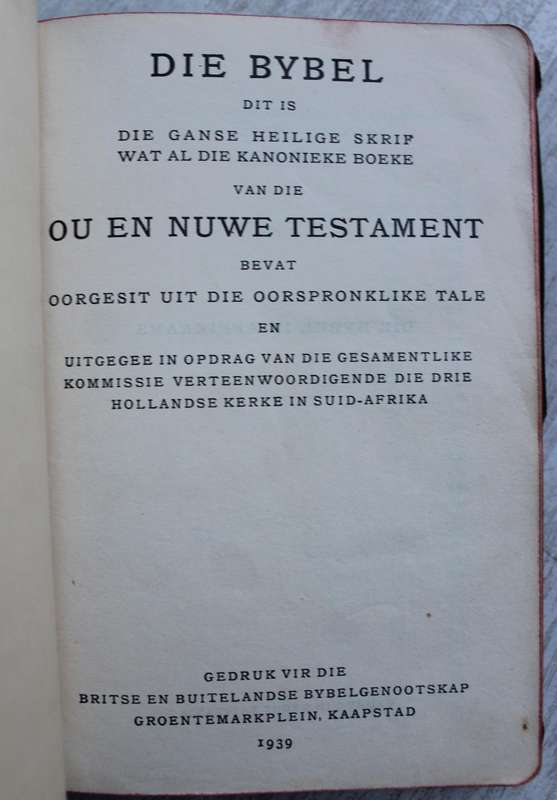 DIE BYBEL
DIT IS
DIE GANSE HEILIGE SKRIF
WAT AL DIE KANONIEKE BOEKE
VAN DIE
OU EN NUWE TESTAMENT
BEVAT
OORGESIT UIT DIE OORSPRONKLIKE TALE
EN
UITGEGEE IN OPDRAG VAN DIE GESAMENTLIKE
KOMMISSIE VERTEENWOORDIGENDE DIE DRIE
HOLLANDSE KERKE IN SUID-AFRIKA
GEDRUK VIR DIE
BRITSE EN BUITELANDSE BYBELGENOOTSKAP
GROENTEMARKPLEIN, KAAPSTAD
1939